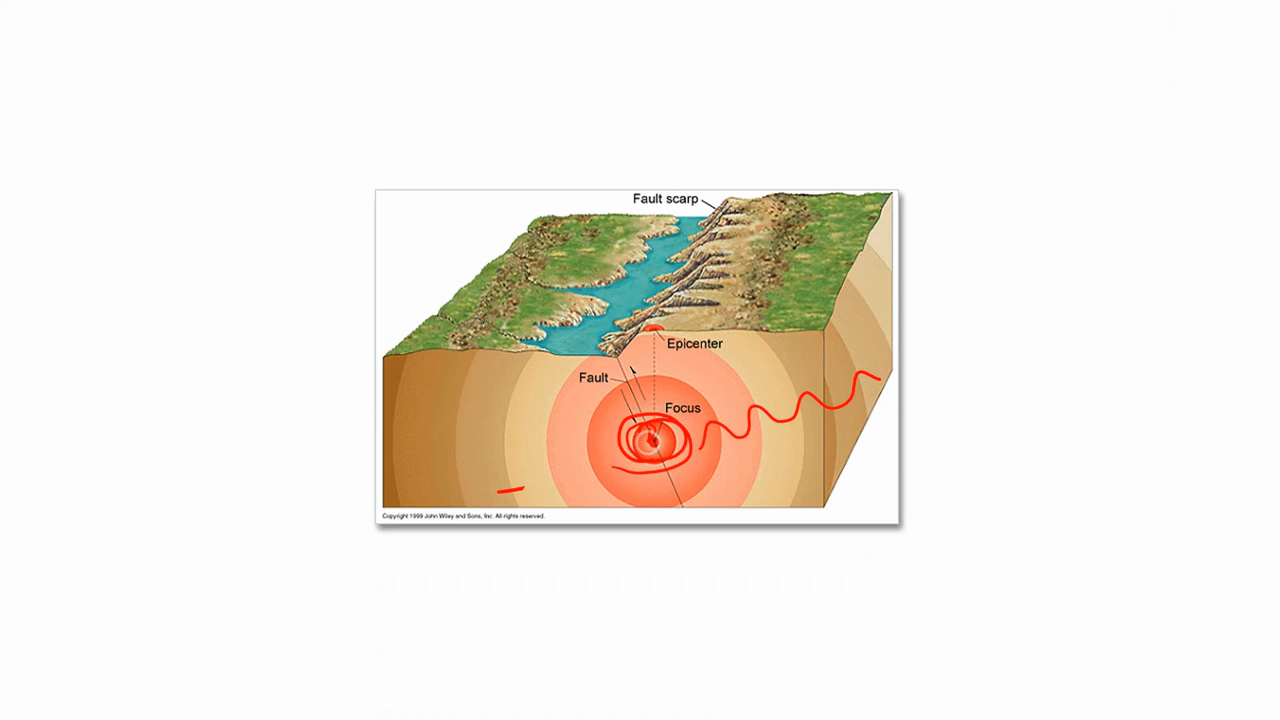 Fault scarp
Epicenter
Fault
Focus
Copyright 1999 John Wiley and Sons, Inc. All rights reserved.